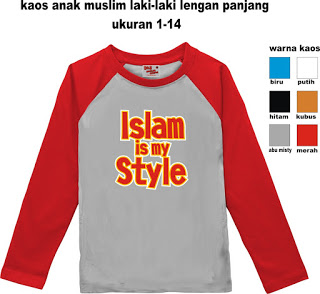 kaos anak muslim laki-laki lengan panjang
ukuran 1-14
warna kaos
biru
putih
hitam
kubus
abu misty
merah
Islam
is my
Style